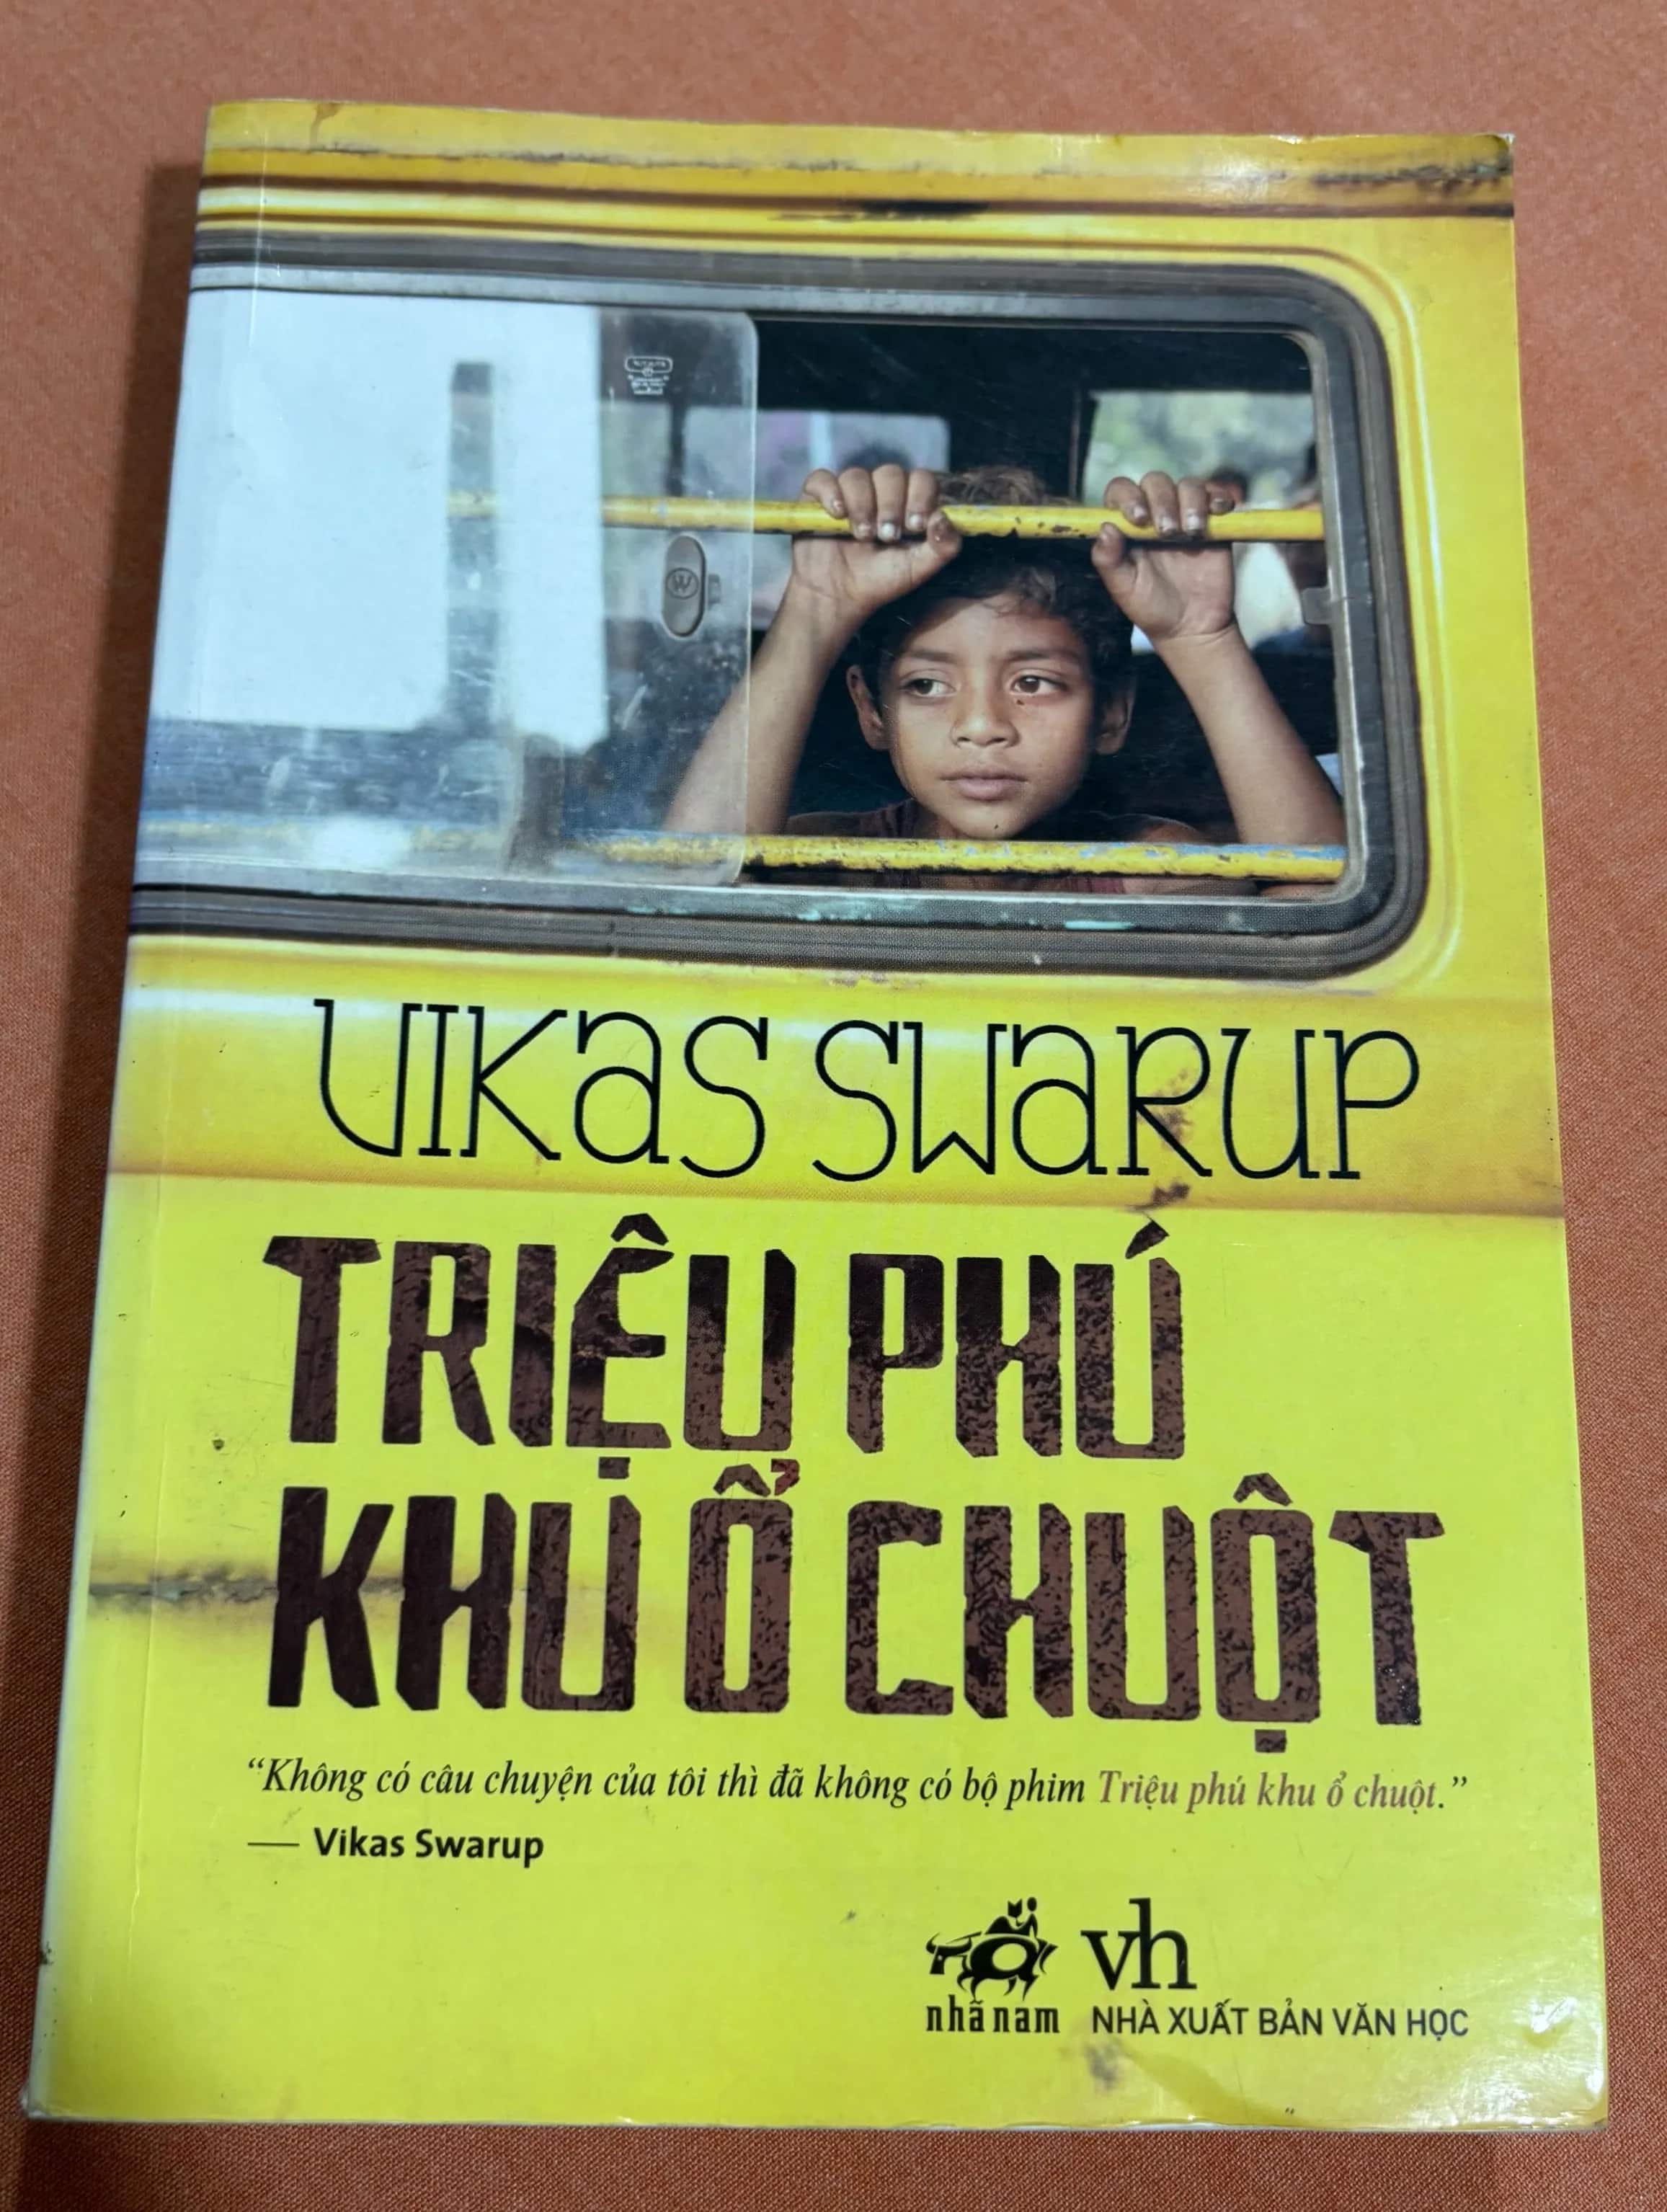 VIKAS SWARUP
TRIỆU PHÚ
KHU Ổ CHUỘT
“Không có câu chuyện của tôi thì đã không có bộ phim Triệu phú khu ổ chuột.”
— Vikas Swarup
vh
nhã nam NHÀ XUẤT BẢN VĂN HỌC